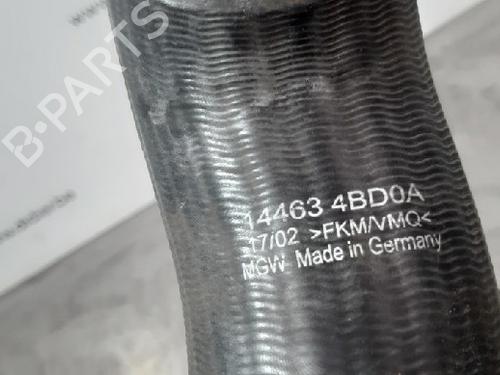 14463 4BD0A
17/02 >FKM/VMQ<
MGW Made in Germany
B-PARTS